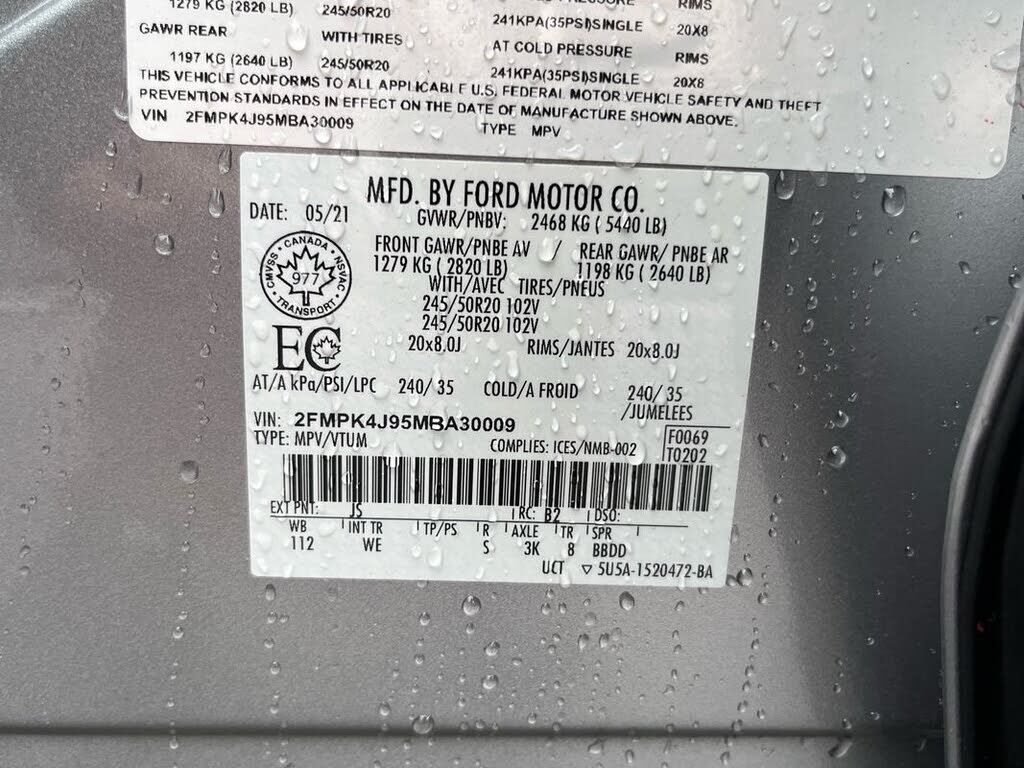 1279 KG (2820 LB) 245/50R20 241KPA(35PSI)SINGLE 20X8
RIMS
GAWR REAR WITH TIRES AT COLD PRESSURE RIMS
1197 KG (2640 LB) 245/50R20 241KPA(35PSI)SINGLE 20X8
THIS VEHICLE CONFORMS TO ALL APPLICABLE U.S. FEDERAL MOTOR VEHICLE SAFETY AND THEFT
PREVENTION STANDARDS IN EFFECT ON THE DATE OF MANUFACTURE SHOWN ABOVE.
VIN 2FMPK4J95MBA30009 TYPE MPV
MFD. BY FORD MOTOR CO.
DATE: 05/21 GVWR/PNBV: 2468 KG ( 5440 LB)
FRONT GAWR/PNBE AV / REAR GAWR/ PNBE AR
1279 KG ( 2820 LB) 1198 KG ( 2640 LB)
WITH/AVEC TIRES/PNEUS
245/50R20 102V
245/50R20 102V
20x8.0J RIMS/JANTES 20x8.0J
CANADA
CMVSS 977 NSVAC
TRANSPORT
EC
AT/A kPa/PSI/LPC 240/ 35 COLD/A FROID 240/ 35
/JUMELEES
VIN: 2FMPK4J95MBA30009
TYPE: MPV/VTUM COMPLIES: ICES/NMB-002
F0069
T0202
EXT PNT: JS RC: B2 DSO:
WB INT TR TP/PS R AXLE TR SPR
112 WE S 3K 8 BBDD
UCT ▽ 5U5A-1520472-BA